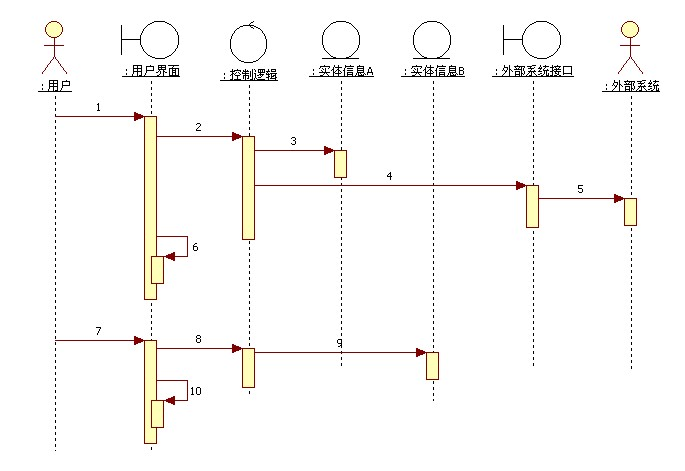 : 用户
: 用户界面
: 控制逻辑
: 实体信息A
: 实体信息B
: 外部系统接口
: 外部系统
1
2
3
4
5
6
7
8
9
10